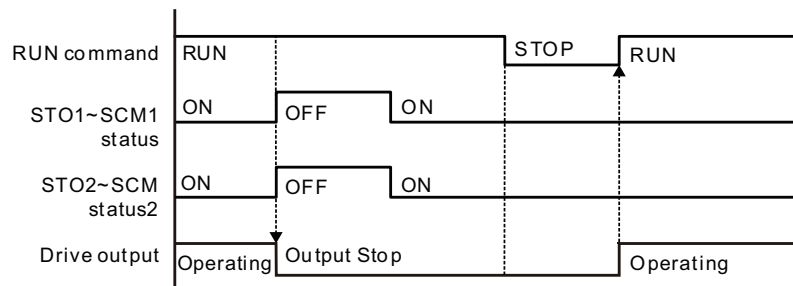 RUN command
RUN
STOP
RUN
STO1~SCM1
status
ON
OFF
ON
STO2~SCM
status2
ON
OFF
ON
Drive output
Operating
Output Stop
Operating